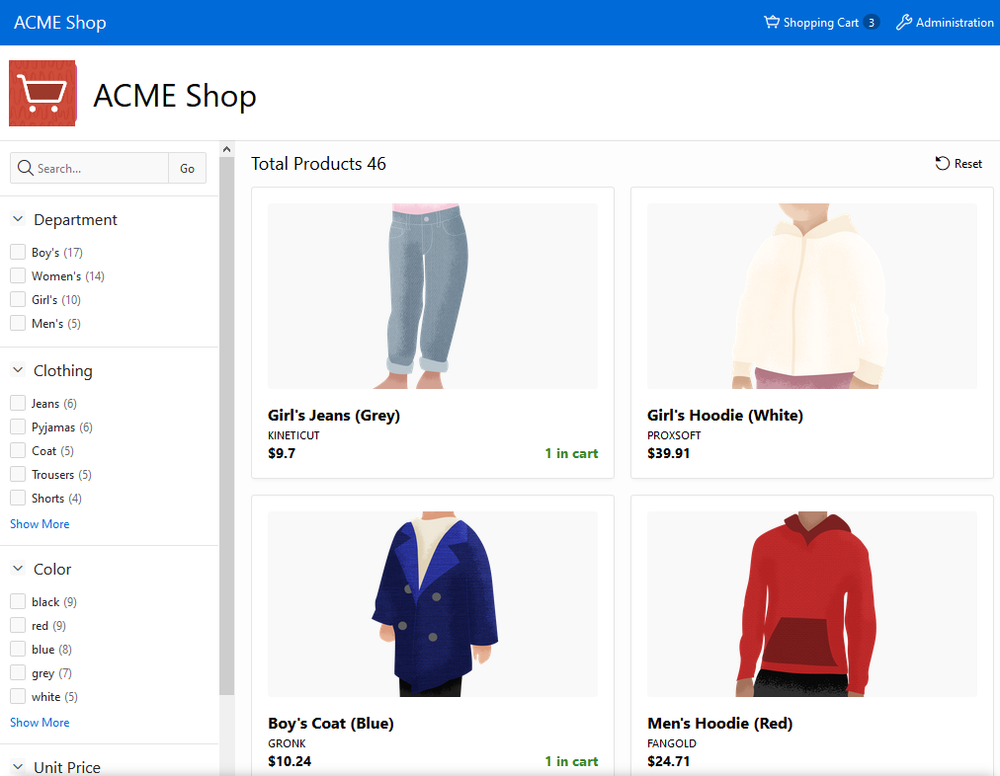 ACME Shop
Shopping Cart 3
Administration
ACME Shop
Search...
Go
Department
Boy's (17)
Women's (14)
Girl's (10)
Men's (5)
Clothing
Jeans (6)
Pyjamas (6)
Coat (5)
Trousers (5)
Shorts (4)
Show More
Color
black (9)
red (9)
blue (8)
grey (7)
white (5)
Show More
Unit Price
Total Products 46
Reset
Girl's Jeans (Grey)
KINETICUT
$9.7
1 in cart
Girl's Hoodie (White)
PROXSOFT
$39.91
Boy's Coat (Blue)
GRONK
$10.24
1 in cart
Men's Hoodie (Red)
FANGOLD
$24.71